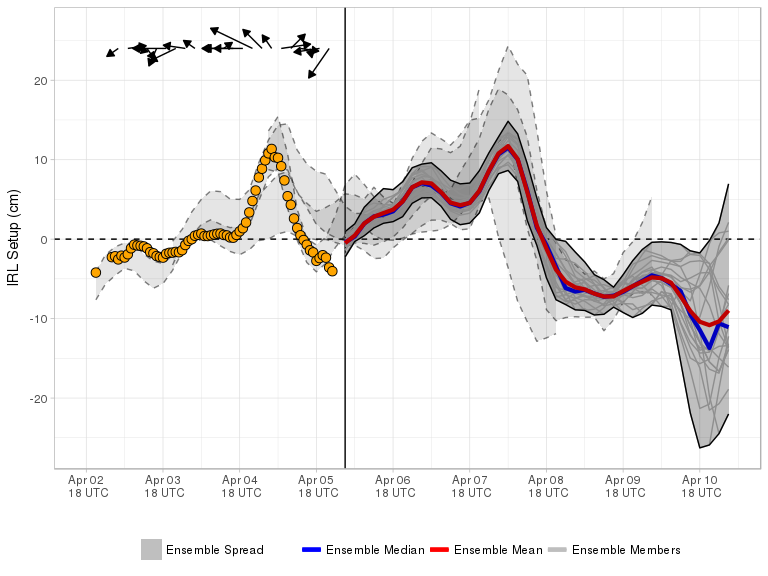 IRL Setup (cm)
20
10
0
-10
-20
Apr 02 Apr 03 Apr 04 Apr 05 Apr 06 Apr 07 Apr 08 Apr 09 Apr 10
18 UTC 18 UTC 18 UTC 18 UTC 18 UTC 18 UTC 18 UTC 18 UTC 18 UTC
Ensemble Spread Ensemble Median Ensemble Mean Ensemble Members